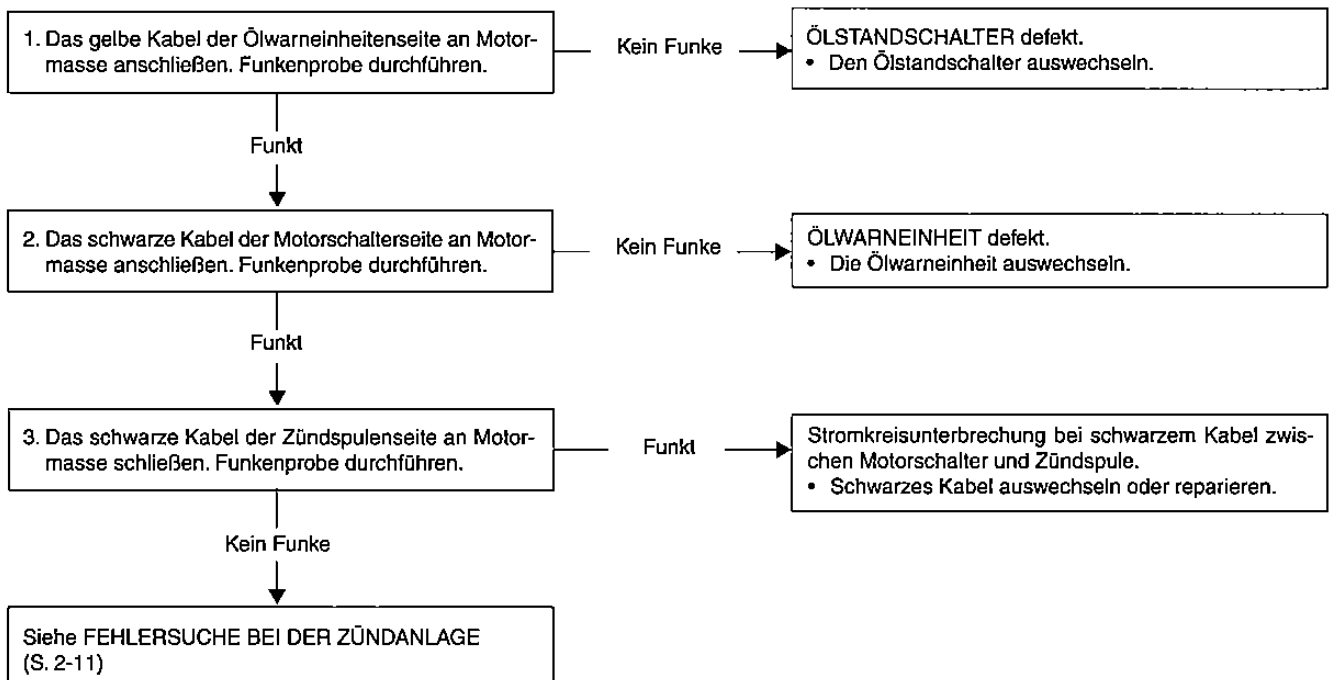 1. Das gelbe Kabel der Ölwarneinheitenseite an Motor-
masse anschließen. Funkenprobe durchführen.
Kein Funke
ÖLSTANDSCHALTER defekt.
• Den Ölstandschalter auswechseln.
Funkt
2. Das schwarze Kabel der Motorschalterseite an Motor-
masse anschließen. Funkenprobe durchführen.
Kein Funke
ÖLWARNEINHEIT defekt.
• Die Ölwarneinheit auswechseln.
Funkt
3. Das schwarze Kabel der Zündspulenseite an Motor-
masse schließen. Funkenprobe durchführen.
Funkt
Stromkreisunterbrechung bei schwarzem Kabel zwis-
chen Motorschalter und Zündspule.
• Schwarzes Kabel auswechseln oder reparieren.
Kein Funke
Siehe FEHLERSUCHE BEI DER ZÜNDANLAGE
(S. 2-11)